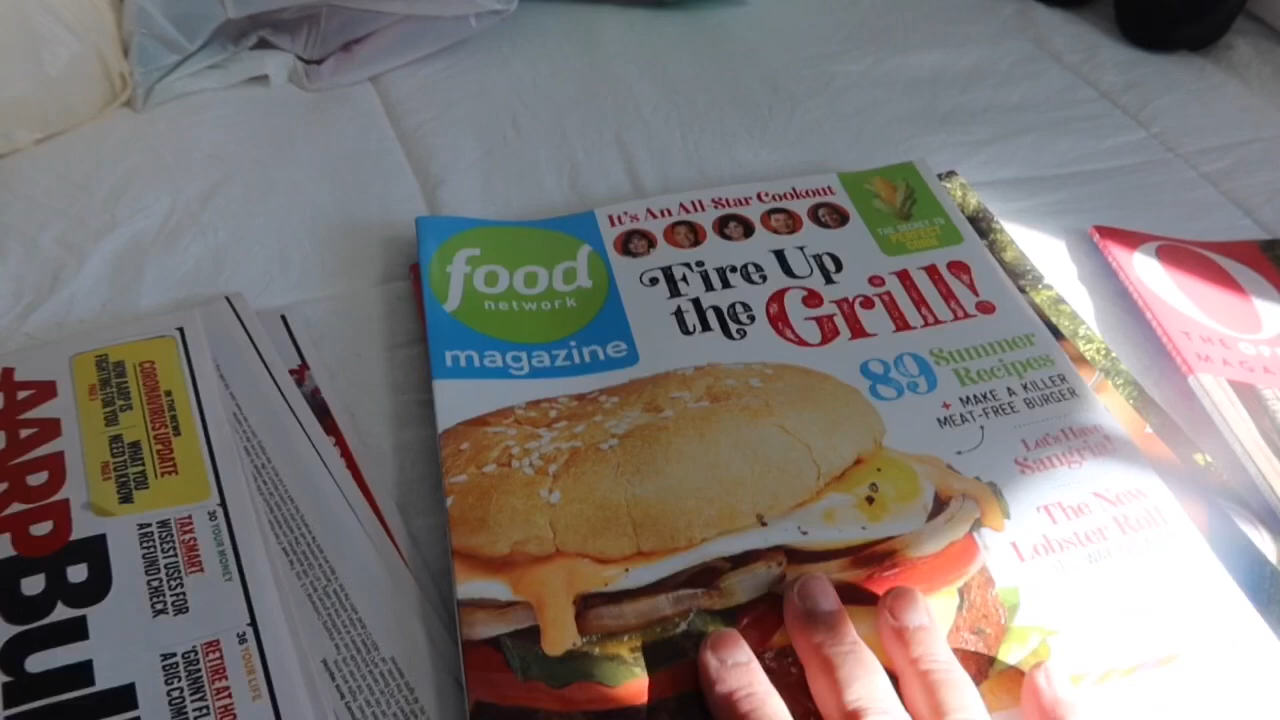 food
network
magazine
It's An All-Star Cookout
THE SECRET TO
PERFECT
CORN
Fire Up
the Grill!
89 Summer
Recipes
+ MAKE A KILLER
MEAT-FREE BURGER
Let's Have
Sangria!
The New
Lobster Roll
AARP Bul
IN THE NEWS
CORONAVIRUS UPDATE
HOW AARP IS
FIGHTING FOR YOU
WHAT YOU
NEED TO KNOW
30 YOUR MONEY
TAX SMART
WISEST USES FOR
A REFUND CHECK
36 YOUR LIFE
RETIRE AT HO
'GRANNY FL
A BIG COM
O
THE OP
MAGA